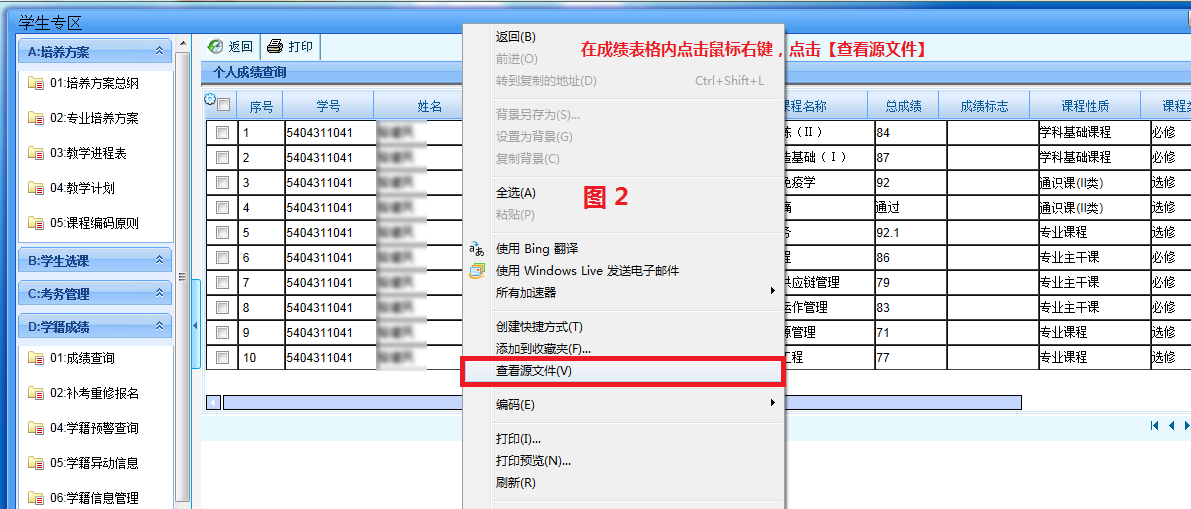 学生专区
A:培养方案
01:培养方案总纲
02:专业培养方案
03:教学进程表
04:教学计划
05:课程编码原则
B:学生选课
C:考务管理
D:学籍成绩
01:成绩查询
02:补考重修报名
04:学籍预警查询
05:学籍异动信息
06:学籍信息管理
返回 打印
个人成绩查询
序号 学号 姓名 课程名称 总成绩 成绩标志 课程性质
1 5404311041 (II) 84 学科基础课程 必修
2 5404311041 造基础(I) 87 学科基础课程 必修
3 5404311041 免疫学 92 通识课(II类) 选修
4 5404311041 通过 通识课(II类) 选修
5 5404311041 92.1 专业课程 选修
6 5404311041 程 86 专业主干课 必修
7 5404311041 供应链管理 79 专业主干课 必修
8 5404311041 运作管理 83 专业主干课 必修
9 5404311041 源管理 71 专业课程 选修
10 5404311041 工程 77 专业课程 选修
返回(B)
前进(O)
转到复制的地址(D) Ctrl+Shift+L
背景另存为(S)...
设置为背景(G)
复制背景(C)
全选(A)
粘贴(P)
使用 Bing 翻译
使用 Windows Live 发送电子邮件
所有加速器
创建快捷方式(T)
添加到收藏夹(F)...
查看源文件(V)
编码(E)
打印(I)...
打印预览(N)...
刷新(R)
在成绩表格内点击鼠标右键，点击【查看源文件】
图 2